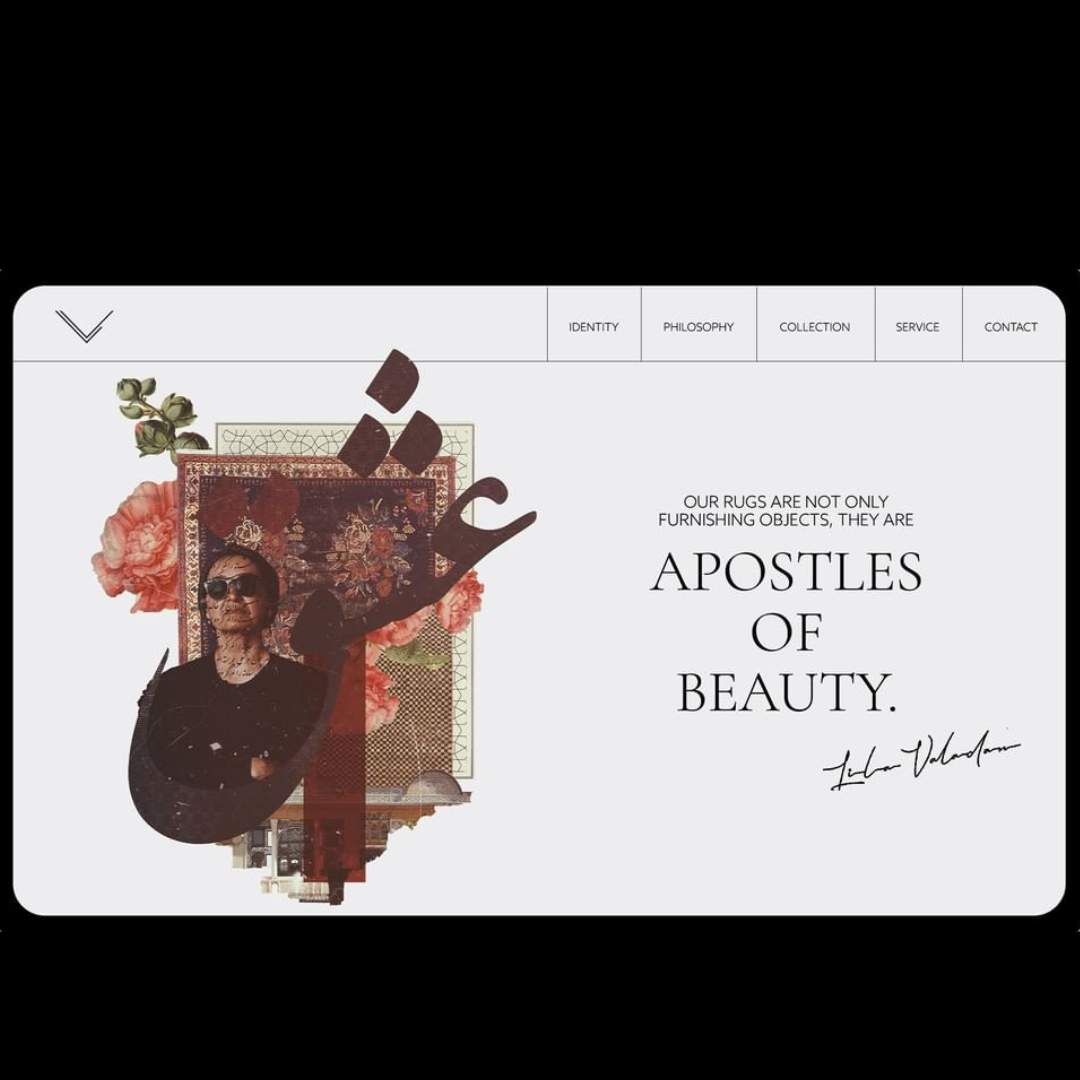 IDENTITY
PHILOSOPHY
COLLECTION
SERVICE
CONTACT
OUR RUGS ARE NOT ONLY
FURNISHING OBJECTS, THEY ARE
APOSTLES
OF
BEAUTY.